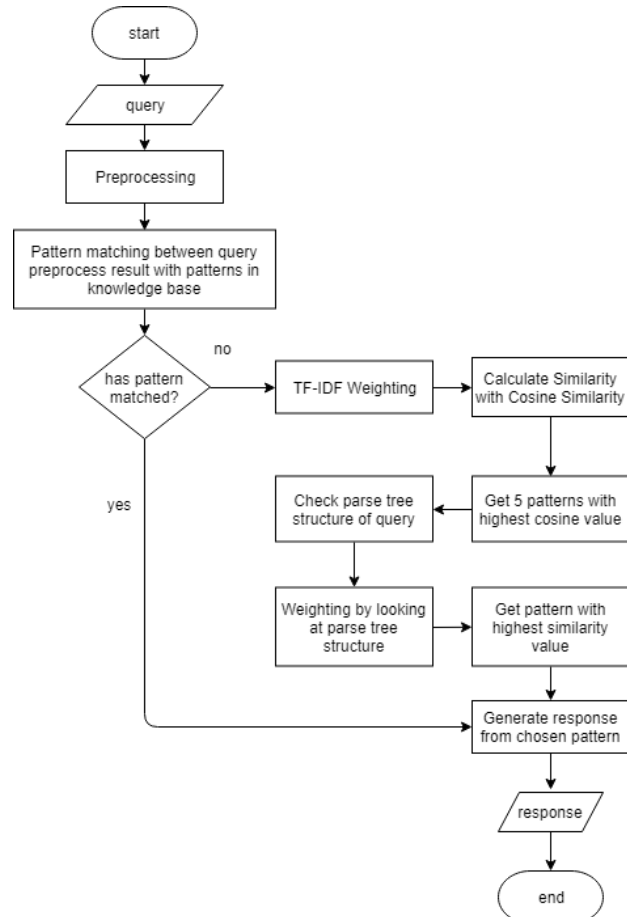 start
query
Preprocessing
Pattern matching between query
preprocess result with patterns in
knowledge base
has pattern
matched?
no
yes
TF-IDF Weighting
Calculate Similarity
with Cosine Similarity
Get 5 patterns with
highest cosine value
Check parse tree
structure of query
Weighting by looking
at parse tree
structure
Get pattern with
highest similarity
value
Generate response
from chosen pattern
response
end